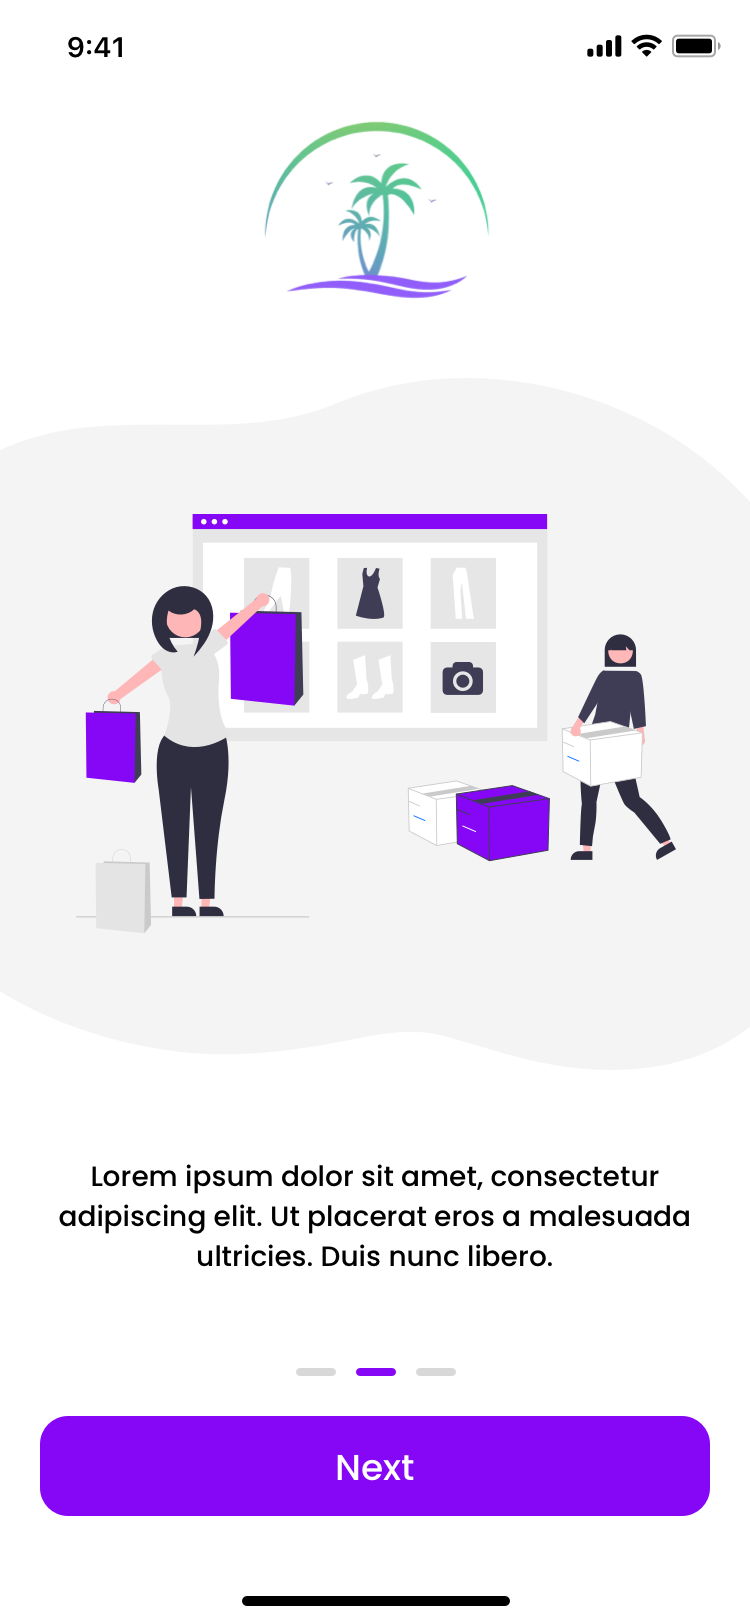 9:41
Lorem ipsum dolor sit amet, consectetur
adipiscing elit. Ut placerat eros a malesuada
ultricies. Duis nunc libero.
Next